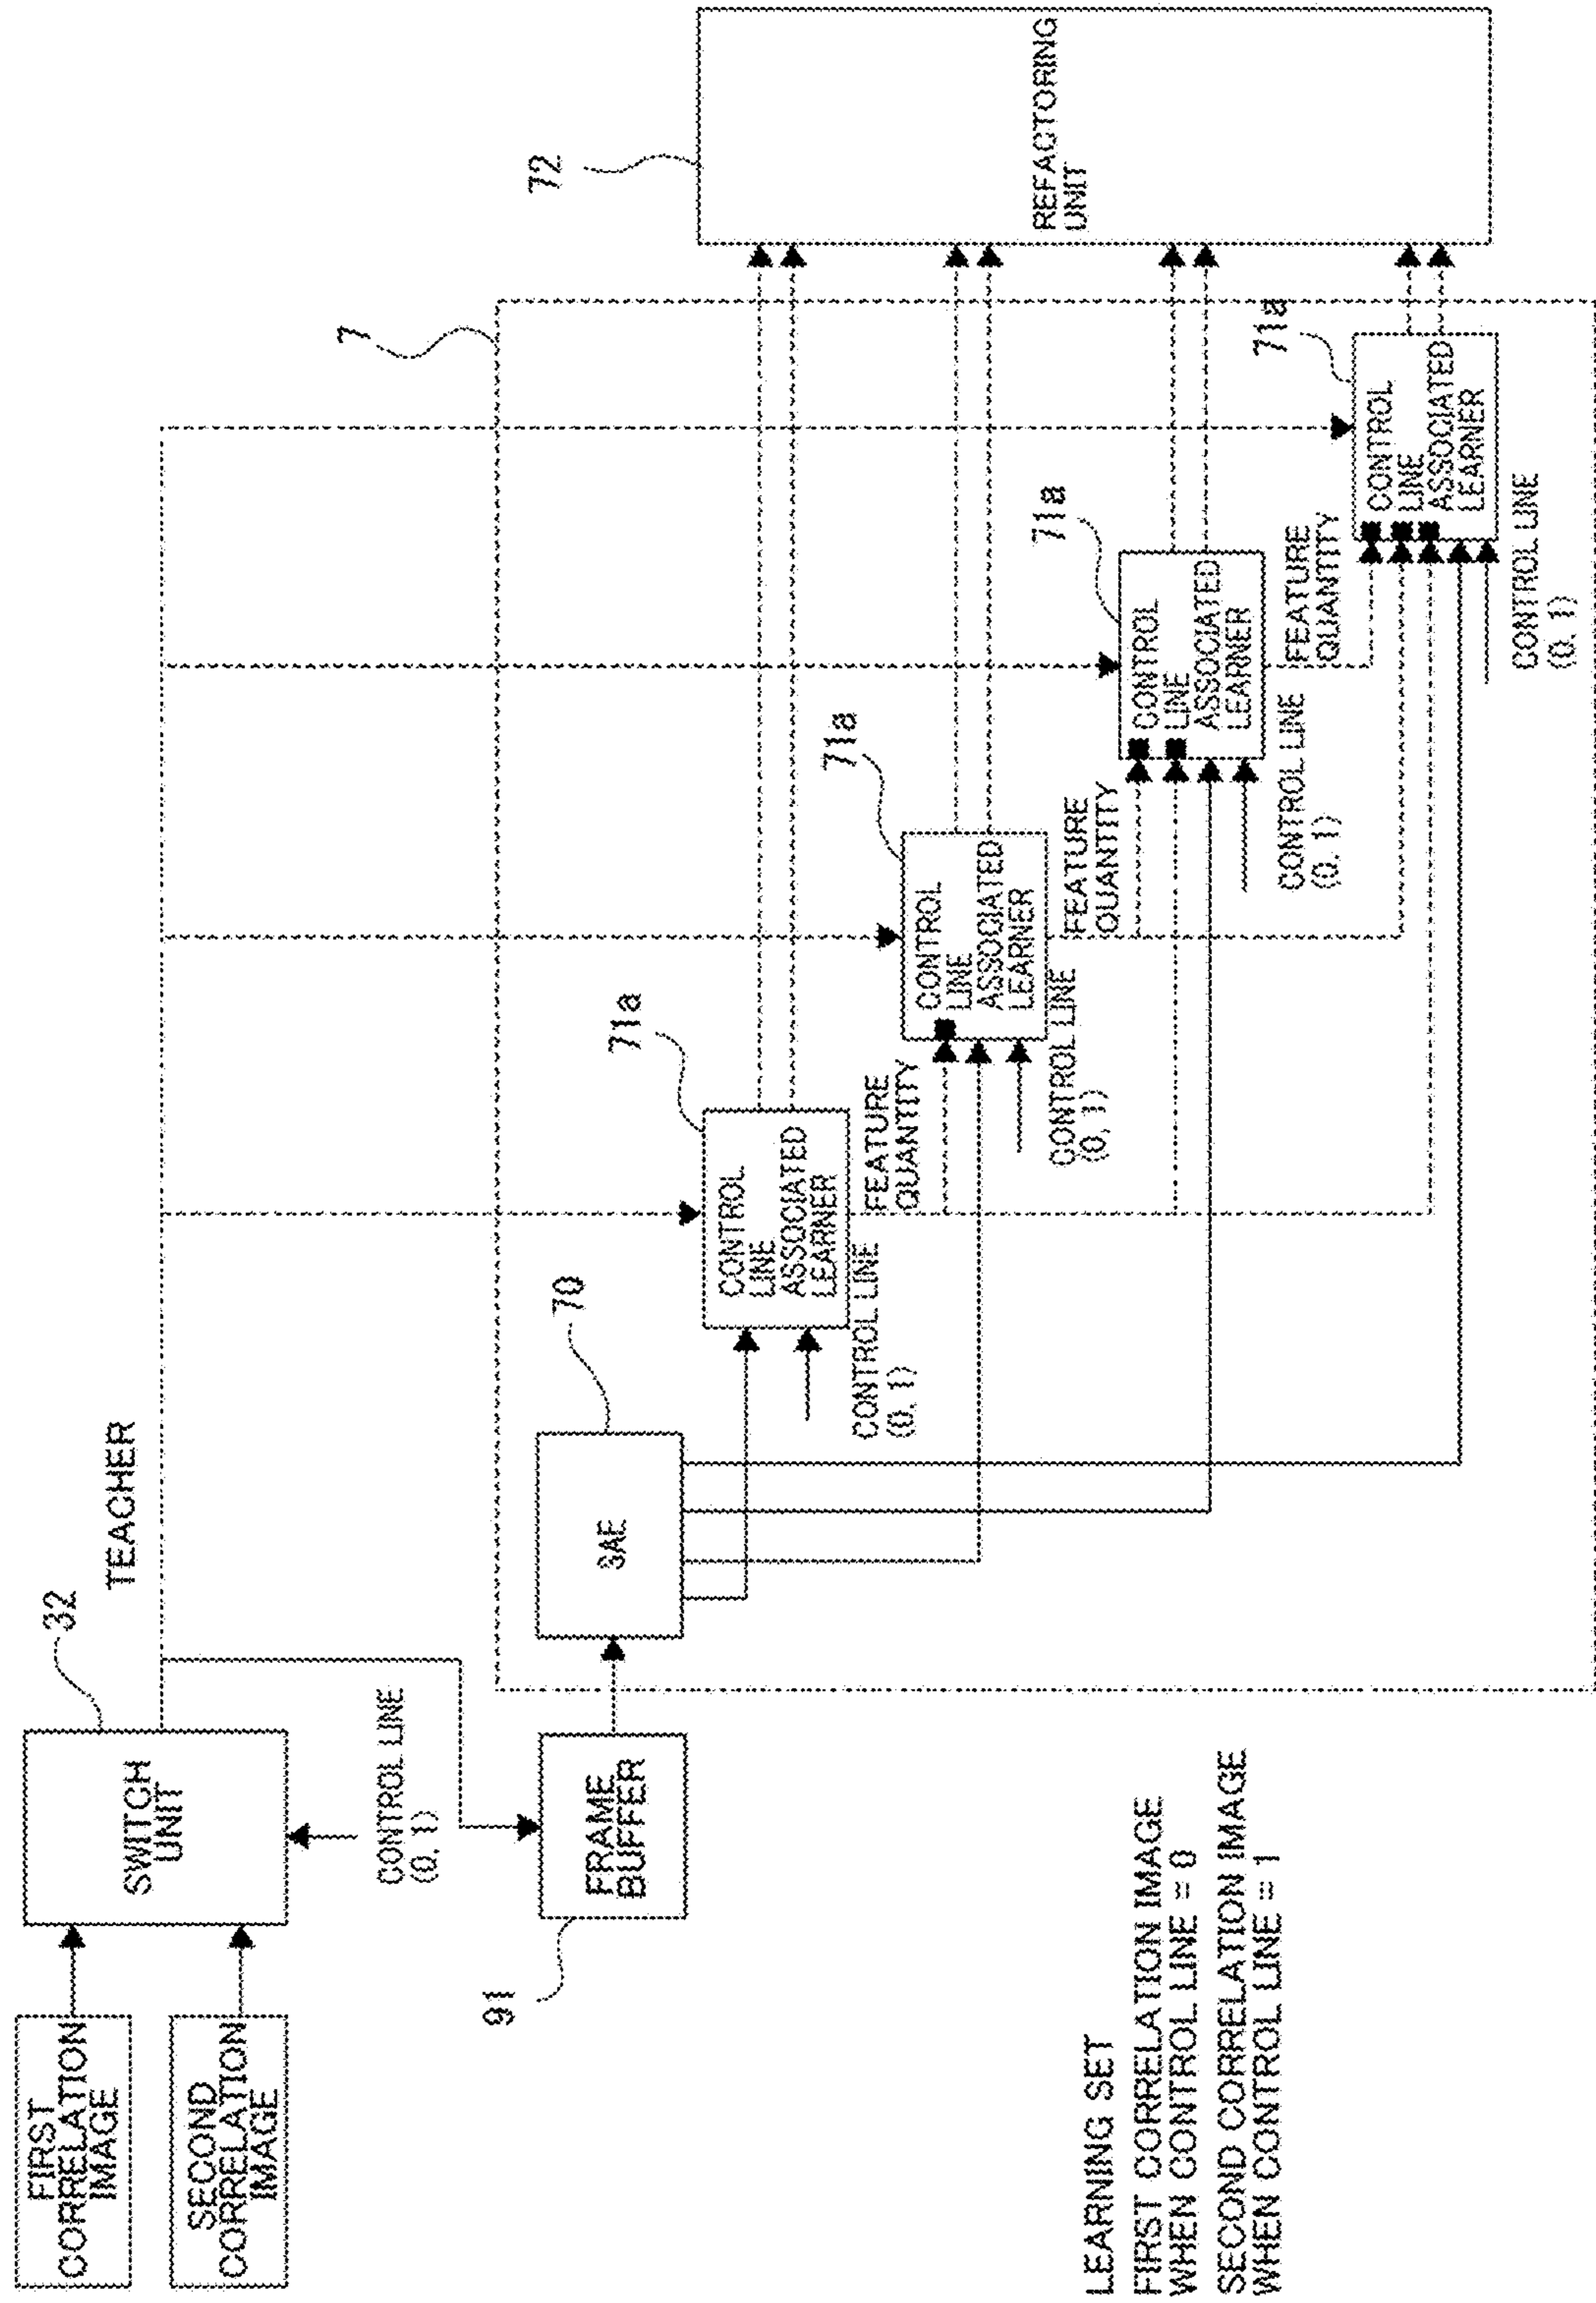 FIRST
CORRELATION
IMAGE
SECOND
CORRELATION
IMAGE
SWITCH
UNIT
32
TEACHER
CONTROL LINE
(0, 1)
91
FRAME
BUFFER
7
70
SAE
71a
CONTROL
LINE
ASSOCIATED
LEARNER
CONTROL LINE
(0, 1)
FEATURE
QUANTITY
71a
CONTROL
LINE
ASSOCIATED
LEARNER
CONTROL LINE
(0, 1)
FEATURE
QUANTITY
71a
CONTROL
LINE
ASSOCIATED
LEARNER
CONTROL LINE
(0, 1)
FEATURE
QUANTITY
71a
CONTROL
LINE
ASSOCIATED
LEARNER
CONTROL LINE
(0, 1)
72
REFACTORING
UNIT
LEARNING SET
FIRST CORRELATION IMAGE
WHEN CONTROL LINE = 0
SECOND CORRELATION IMAGE
WHEN CONTROL LINE = 1